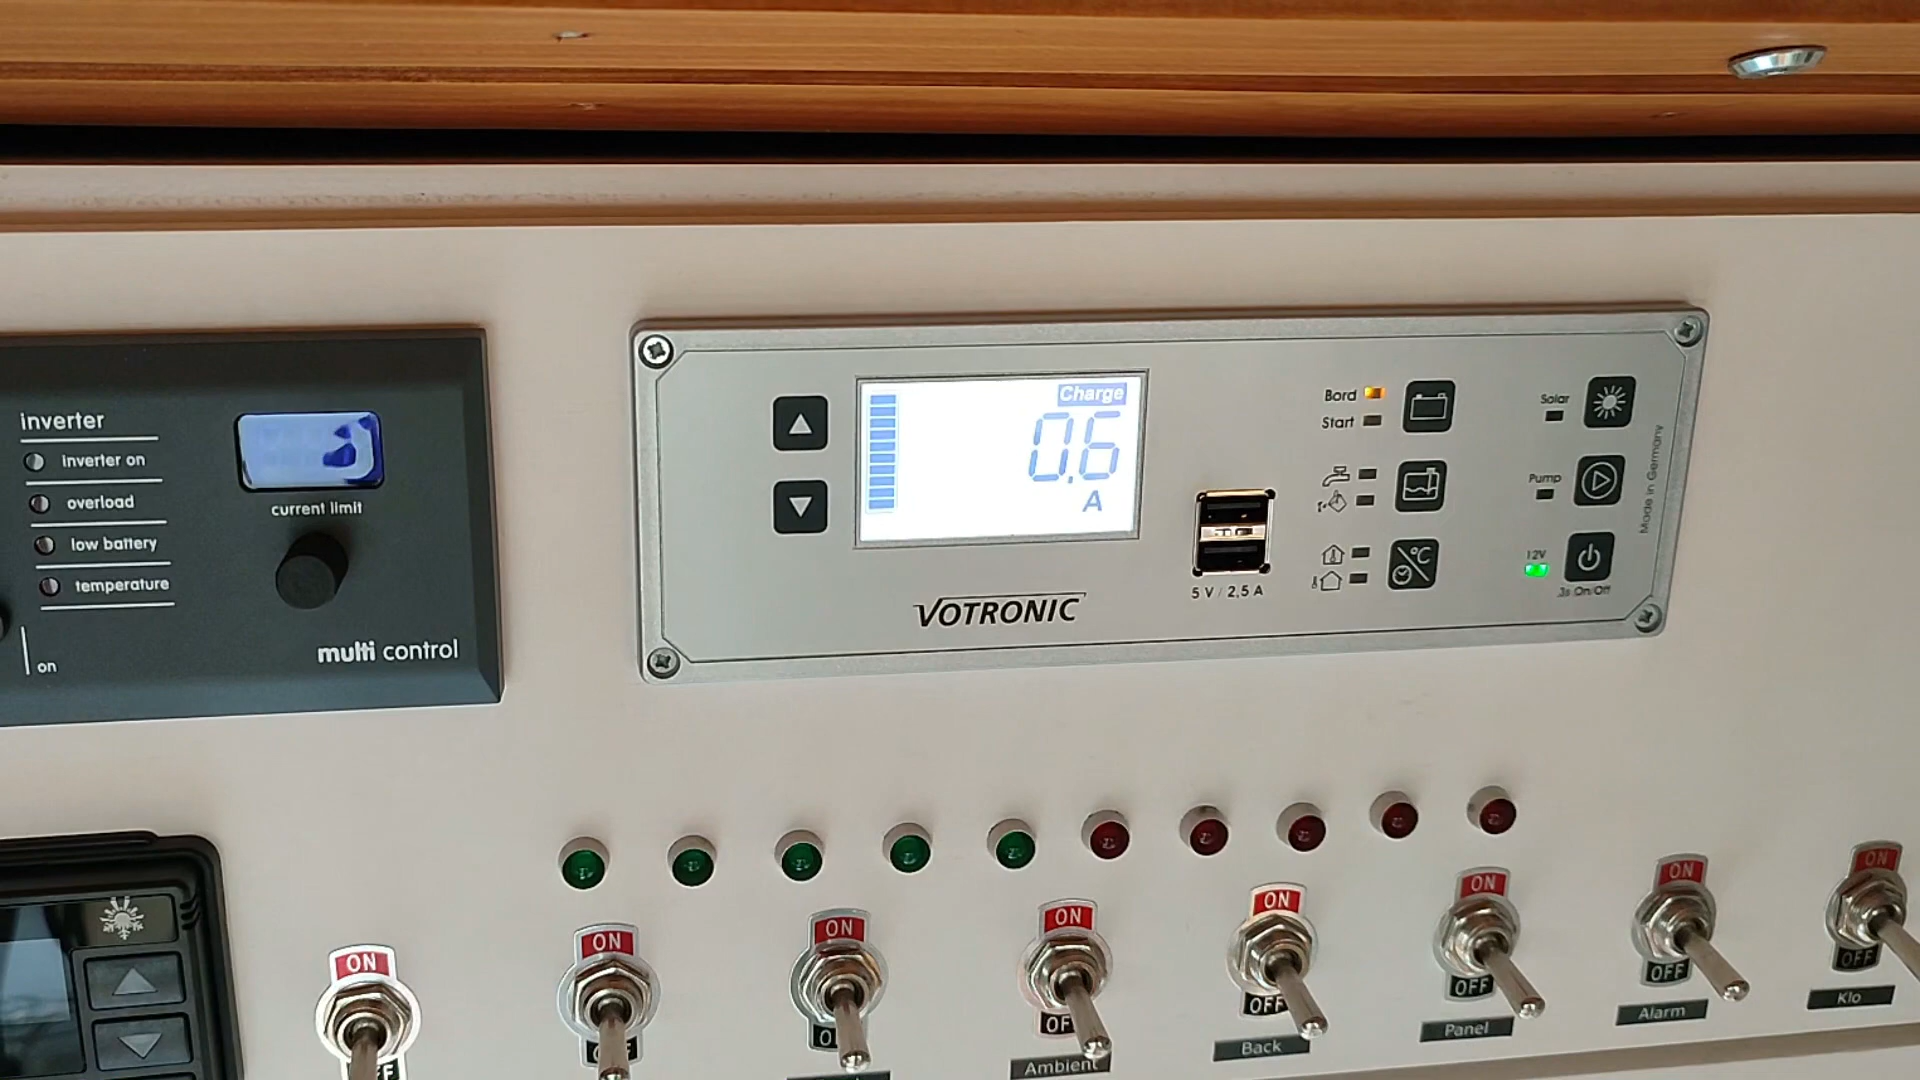 inverter
inverter on
overload
low battery
temperature
on
current limit
multi control
Charge
0.6
A
VOTRONIC
5 V / 2,5 A
Bord
Start
°C
Solar
Pump
12V
3s On/Off
Made in Germany
ON
ON
ON
ON
ON
ON
ON
ON
OFF
OFF
OFF
OFF
Ambient
Back
Panel
Alarm
Klo